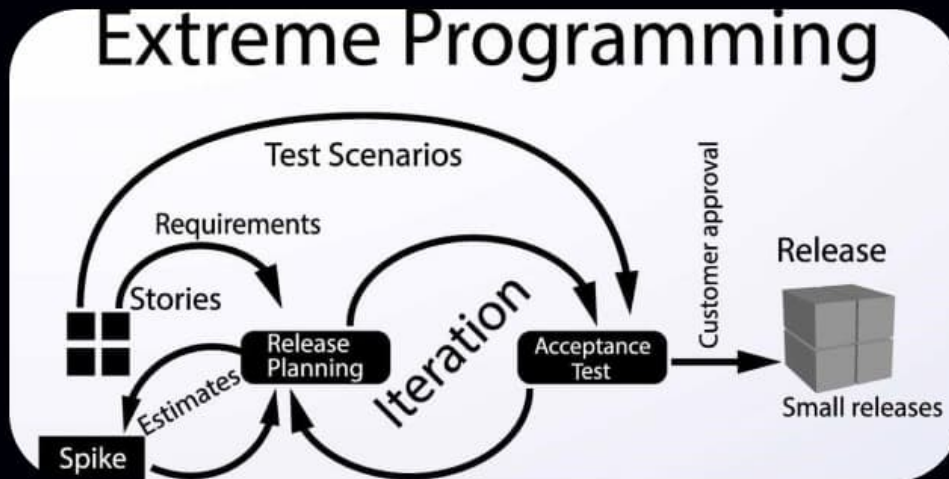 Extreme Programming
Test Scenarios
Requirements
Stories
Release
Planning
Estimates
Spike
Iteration
Acceptance
Test
Customer approval
Release
Small releases